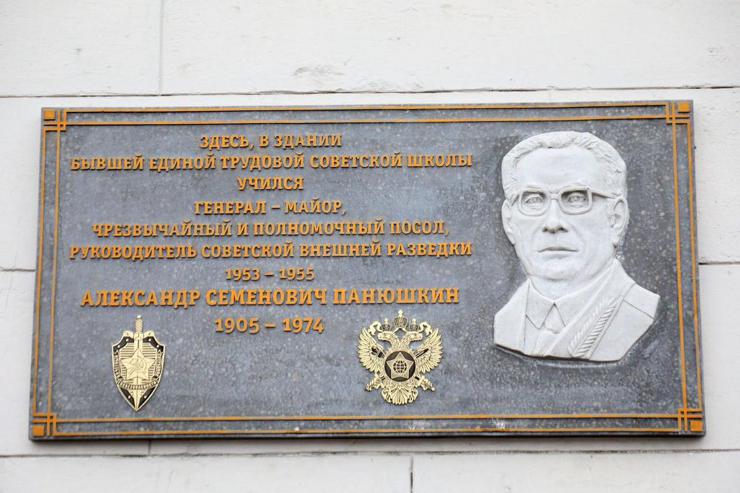 ЗДЕСЬ, В ЗДАНИИ
БЫВШЕЙ ЕДИНОЙ ТРУДОВОЙ СОВЕТСКОЙ ШКОЛЫ
УЧИЛСЯ
ГЕНЕРАЛ – МАЙОР,
ЧРЕЗВЫЧАЙНЫЙ И ПОЛНОМОЧНЫЙ ПОСОЛ,
РУКОВОДИТЕЛЬ СОВЕТСКОЙ ВНЕШНЕЙ РАЗВЕДКИ
1953 – 1955
АЛЕКСАНДР СЕМЕНОВИЧ ПАНЮШКИН
1905 – 1974